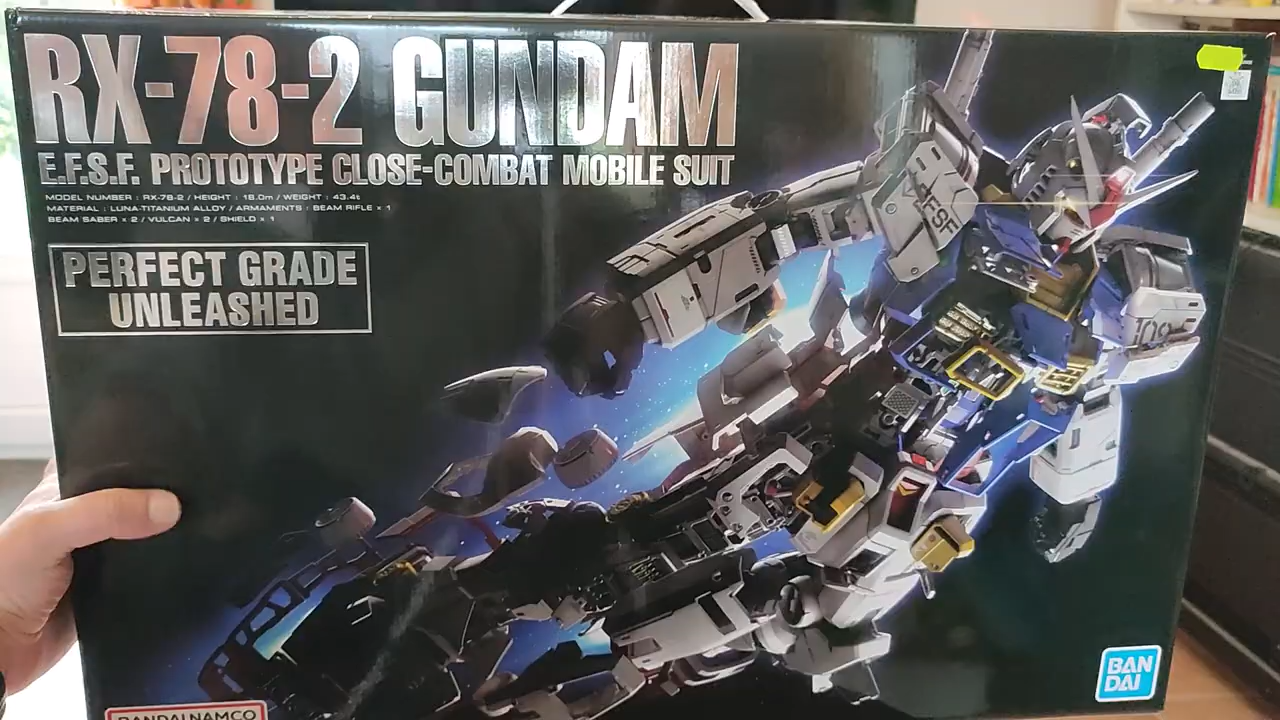 RX-78-2 GUNDAM
E.F.S.F. PROTOTYPE CLOSE-COMBAT MOBILE SUIT
MODEL NUMBER : RX-78-2 / HEIGHT : 18.0m / WEIGHT : 43.4t
MATERIAL : LUNA-TITANIUM ALLOY / ARMAMENTS : BEAM RIFLE × 1
BEAM SABER × 2 / VULCAN × 2 / SHIELD × 1
PERFECT GRADE
UNLEASHED
EFSF
BAN
DAI
BANDAI NAMCO